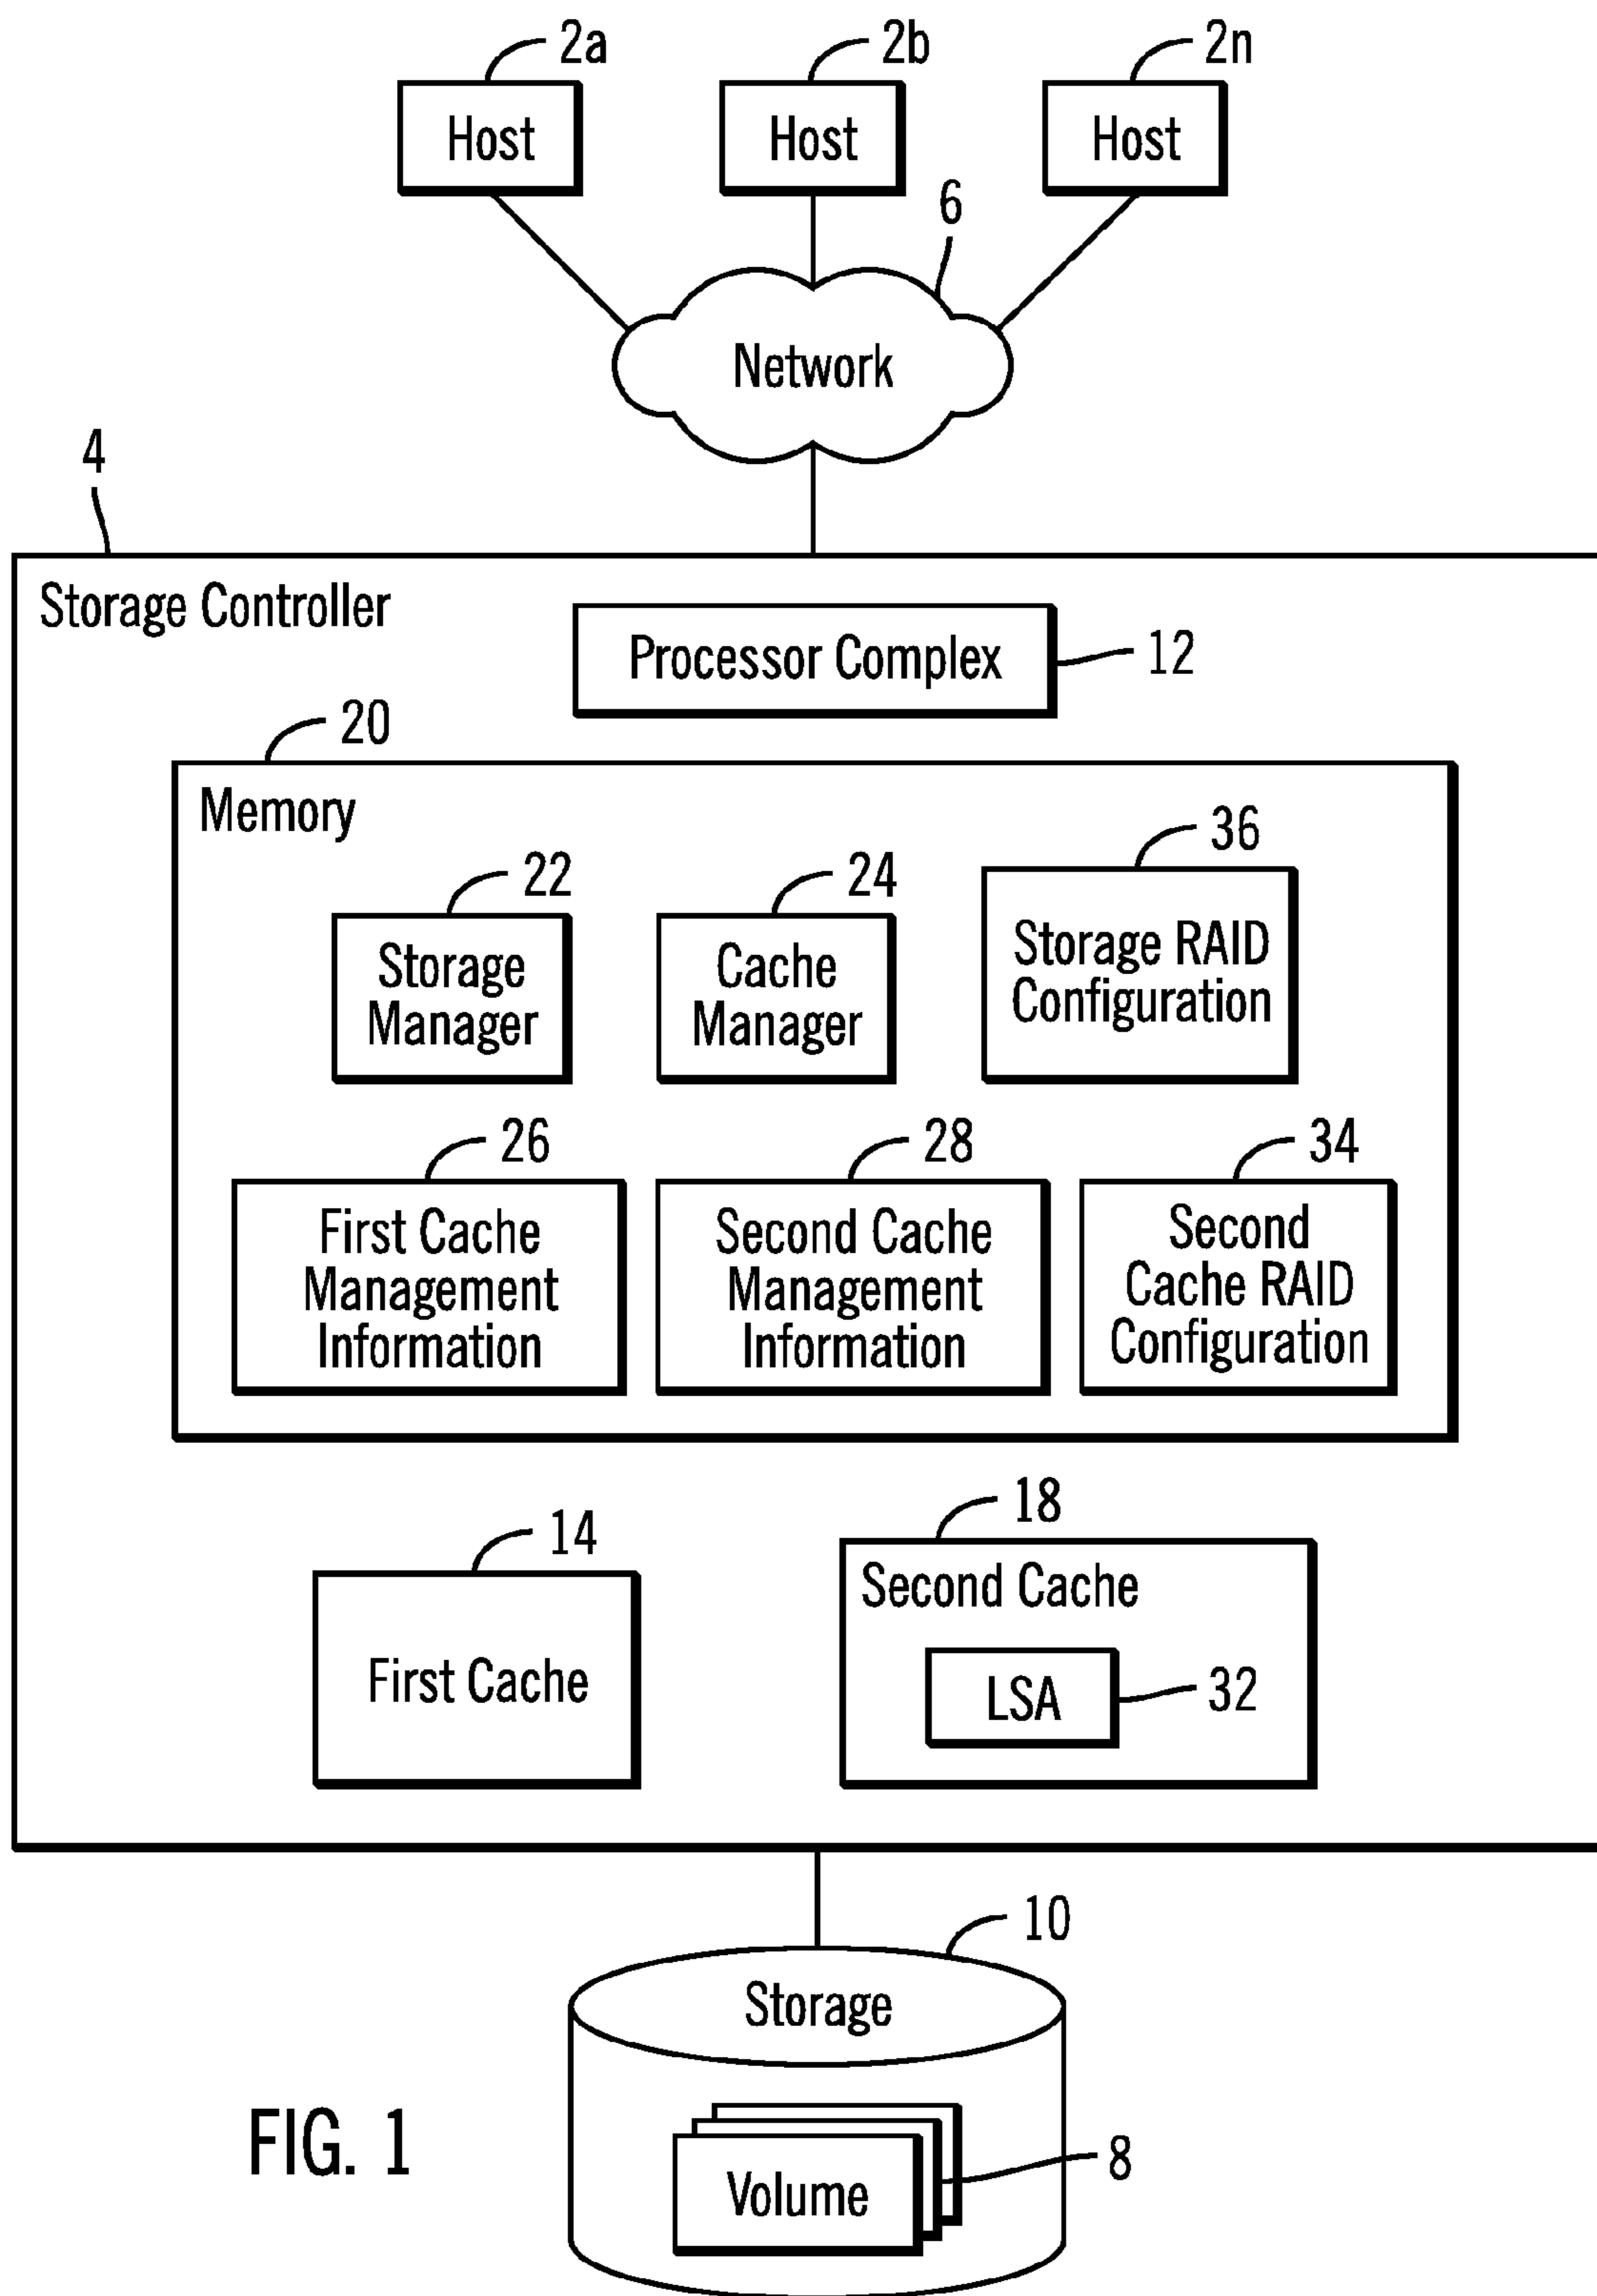 2a
2b
2n
Host
Host
Host
6
Network
4
Storage Controller
Processor Complex
12
20
Memory
36
22
24
Storage RAID
Configuration
Storage
Manager
Cache
Manager
26
28
34
First Cache
Management
Information
Second Cache
Management
Information
Second
Cache RAID
Configuration
14
18
Second Cache
First Cache
LSA
32
10
Storage
FIG. 1
Volume
8